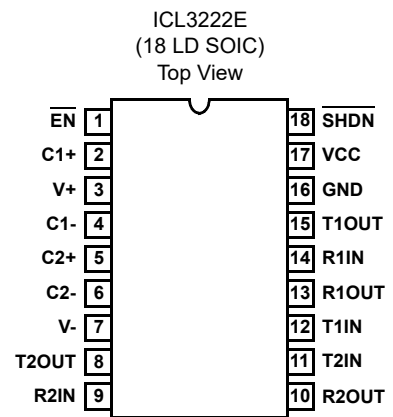 ICL3222E
(18 LD SOIC)
Top View
EN 1 18 SHDN
C1+ 2 17 VCC
V+ 3 16 GND
C1- 4 15 T1OUT
C2+ 5 14 R1IN
C2- 6 13 R1OUT
V- 7 12 T1IN
T2OUT 8 11 T2IN
R2IN 9 10 R2OUT